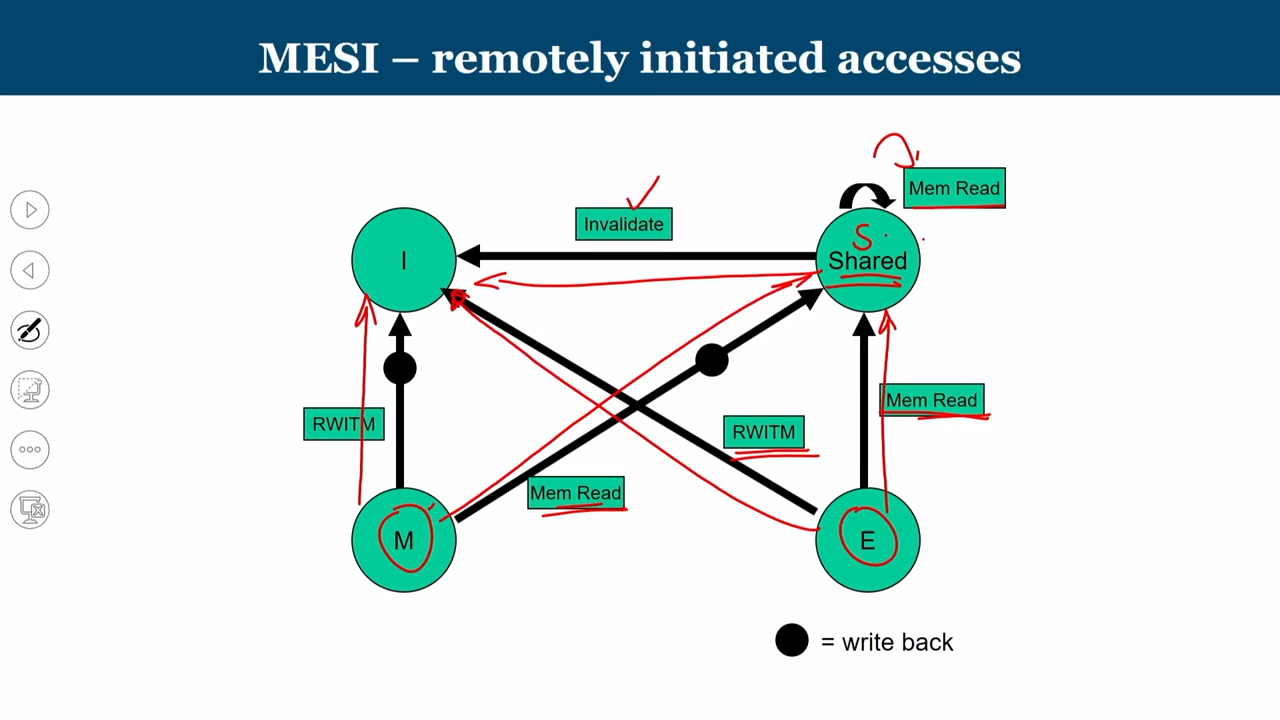 MESI – remotely initiated accesses
Mem Read
Invalidate
S
I
Shared
Mem Read
RWITM
RWITM
Mem Read
M
E
= write back